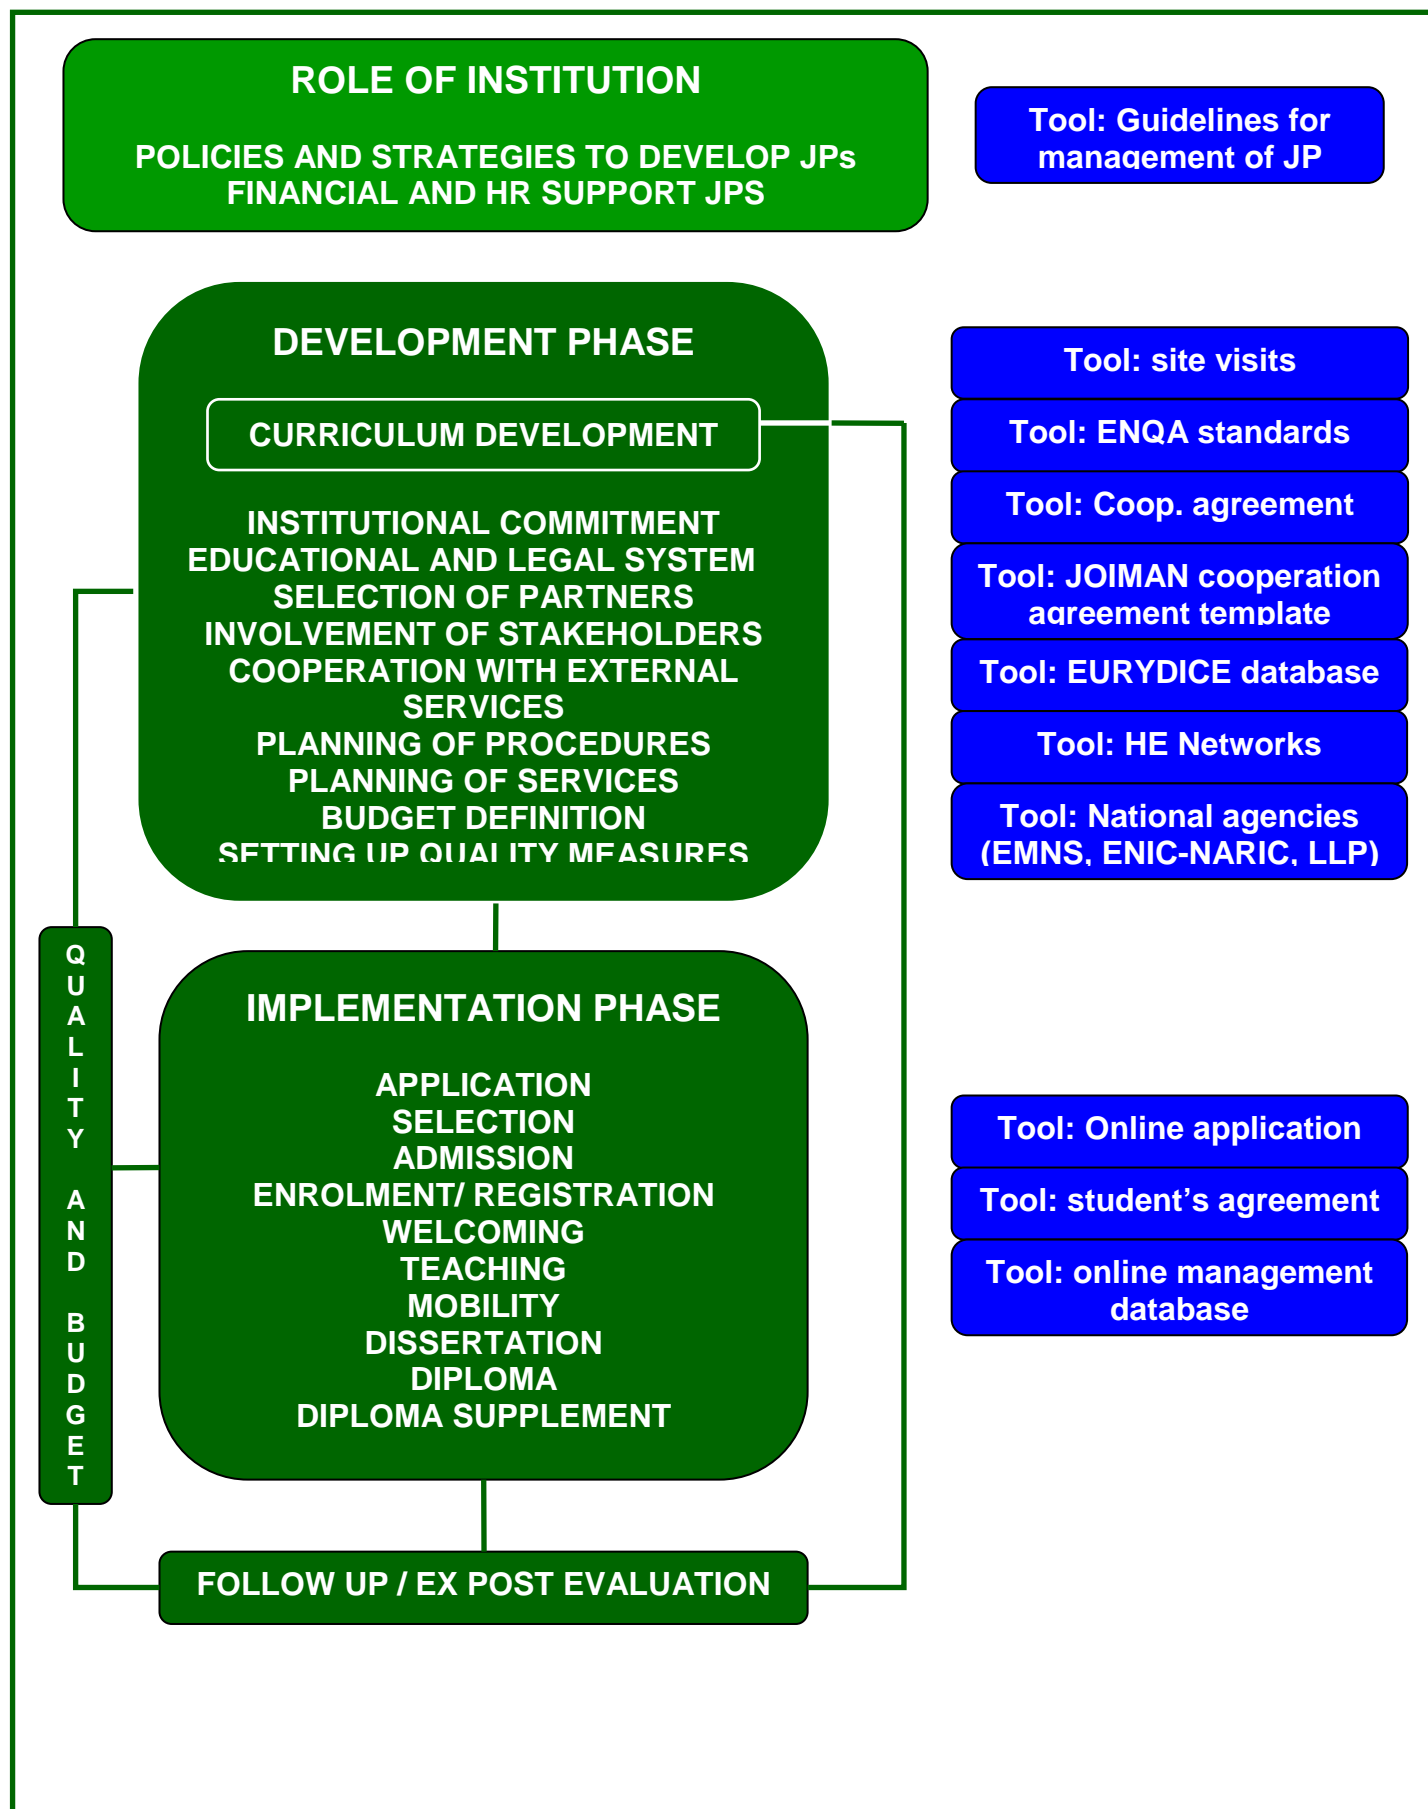 ROLE OF INSTITUTION
POLICIES AND STRATEGIES TO DEVELOP JPs
FINANCIAL AND HR SUPPORT JPS
Tool: Guidelines for
management of JP
DEVELOPMENT PHASE
CURRICULUM DEVELOPMENT
INSTITUTIONAL COMMITMENT
EDUCATIONAL AND LEGAL SYSTEM
SELECTION OF PARTNERS
INVOLVEMENT OF STAKEHOLDERS
COOPERATION WITH EXTERNAL
SERVICES
PLANNING OF PROCEDURES
PLANNING OF SERVICES
BUDGET DEFINITION
SETTING UP QUALITY MEASURES
Tool: site visits
Tool: ENQA standards
Tool: Coop. agreement
Tool: JOIMAN cooperation
agreement template
Tool: EURYDICE database
Tool: HE Networks
Tool: National agencies
(EMNS, ENIC-NARIC, LLP)
QUALITY AND BUDGET
IMPLEMENTATION PHASE
APPLICATION
SELECTION
ADMISSION
ENROLMENT/ REGISTRATION
WELCOMING
TEACHING
MOBILITY
DISSERTATION
DIPLOMA
DIPLOMA SUPPLEMENT
Tool: Online application
Tool: student’s agreement
Tool: online management
database
FOLLOW UP / EX POST EVALUATION